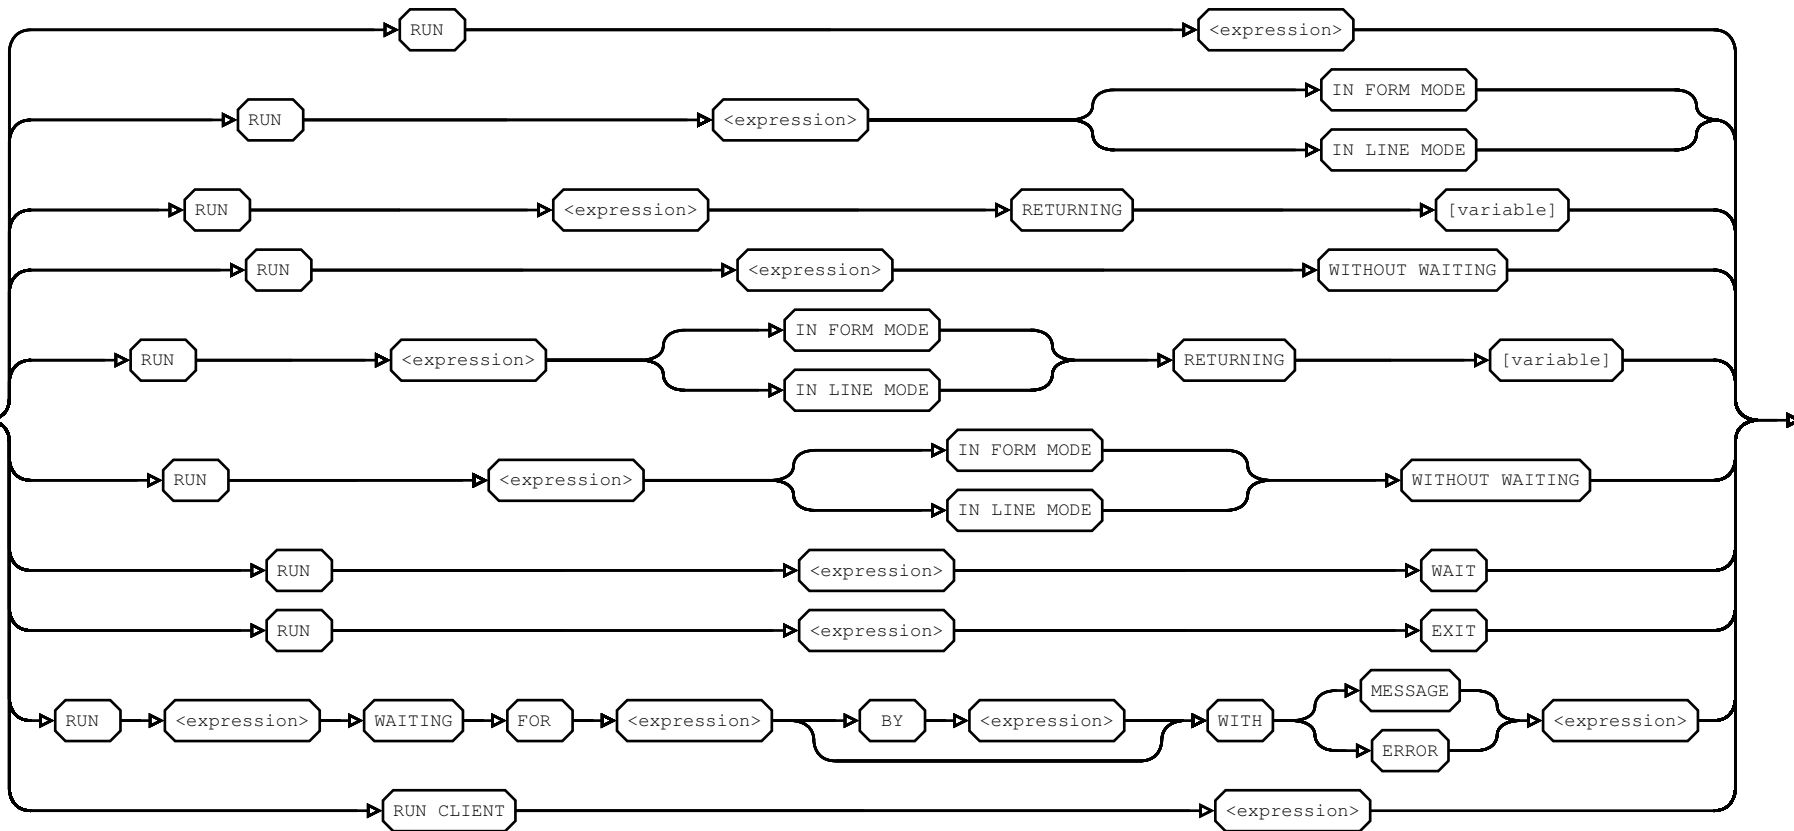 RUN <expression>
IN FORM MODE
RUN <expression>
IN LINE MODE
RUN <expression> RETURNING [variable]
RUN <expression> WITHOUT WAITING
IN FORM MODE
RUN <expression> RETURNING [variable]
IN LINE MODE
IN FORM MODE
RUN <expression> WITHOUT WAITING
IN LINE MODE
RUN <expression> WAIT
RUN <expression> EXIT
MESSAGE
RUN <expression> WAITING FOR <expression> BY <expression> WITH <expression>
ERROR
RUN CLIENT <expression>